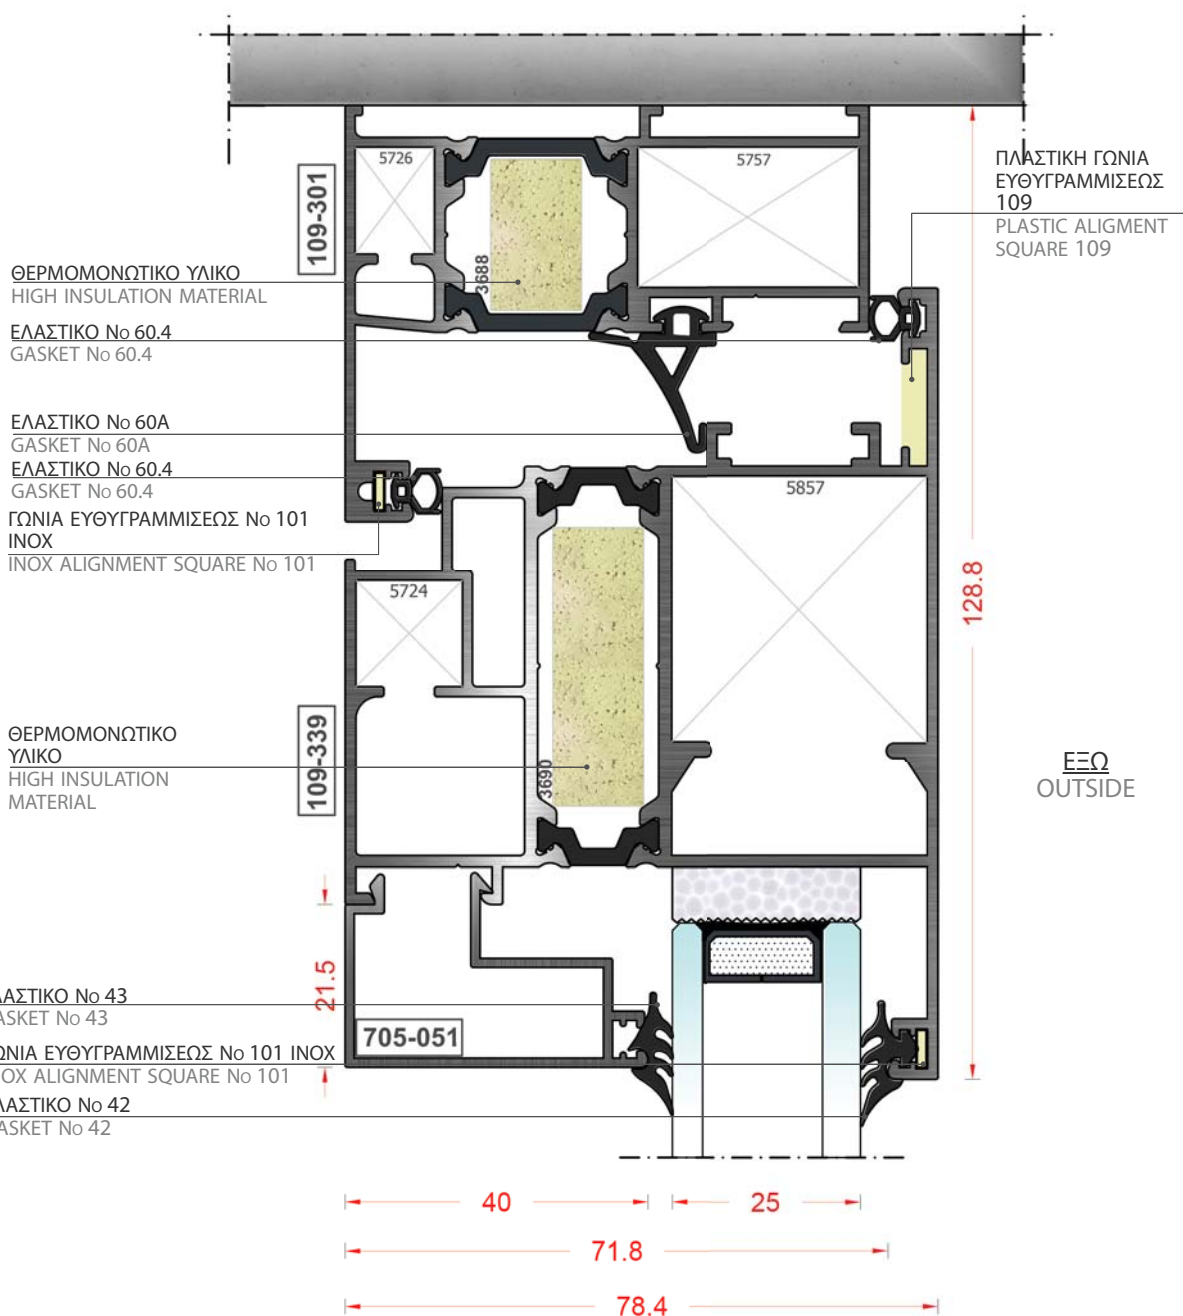 ΠΛΑΣΤΙΚΗ ΓΩΝΙΑ
ΕΥΘΥΓΡΑΜΜΙΣΕΩΣ
109
PLASTIC ALIGMENT
SQUARE 109
5726
5757
109-301
3688
ΘΕΡΜΟΜΟΝΩΤΙΚΟ ΥΛΙΚΟ
HIGH INSULATION MATERIAL
ΕΛΑΣΤΙΚΟ No 60.4
GASKET No 60.4
ΕΛΑΣΤΙΚΟ No 60A
GASKET No 60A
ΕΛΑΣΤΙΚΟ No 60.4
GASKET No 60.4
ΓΩΝΙΑ ΕΥΘΥΓΡΑΜΜΙΣΕΩΣ No 101
INOX
INOX ALIGNMENT SQUARE No 101
5857
5724
128.8
109-339
3690
ΘΕΡΜΟΜΟΝΩΤΙΚΟ
ΥΛΙΚΟ
HIGH INSULATION
MATERIAL
ΕΞΩ
OUTSIDE
21.5
705-051
ΛΑΣΤΙΚΟ No 43
ASKET No 43
ΩΝΙΑ ΕΥΘΥΓΡΑΜΜΙΣΕΩΣ No 101 INOX
OX ALIGNMENT SQUARE No 101
ΛΑΣΤΙΚΟ No 42
ASKET No 42
40
25
71.8
78.4